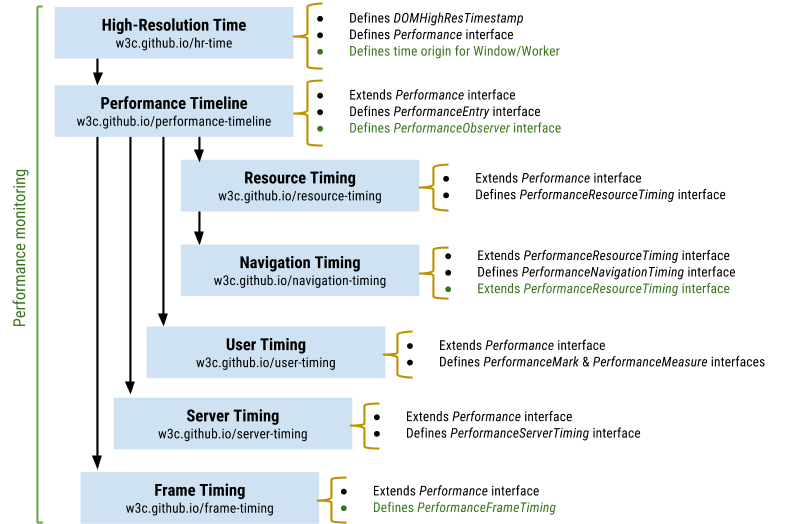 High-Resolution Time
w3c.github.io/hr-time
• Defines DOMHighResTimestamp
• Defines Performance interface
• Defines time origin for Window/Worker
Performance Timeline
w3c.github.io/performance-timeline
• Extends Performance interface
• Defines PerformanceEntry interface
• Defines PerformanceObserver interface
Performance monitoring
Resource Timing
w3c.github.io/resource-timing
• Extends Performance interface
• Defines PerformanceResourceTiming interface
Navigation Timing
w3c.github.io/navigation-timing
• Extends PerformanceResourceTiming interface
• Defines PerformanceNavigationTiming interface
• Extends PerformanceResourceTiming interface
User Timing
w3c.github.io/user-timing
• Extends Performance interface
• Defines PerformanceMark & PerformanceMeasure interfaces
Server Timing
w3c.github.io/server-timing
• Extends Performance interface
• Defines PerformanceServerTiming interface
Frame Timing
w3c.github.io/frame-timing
• Extends Performance interface
• Defines PerformanceFrameTiming